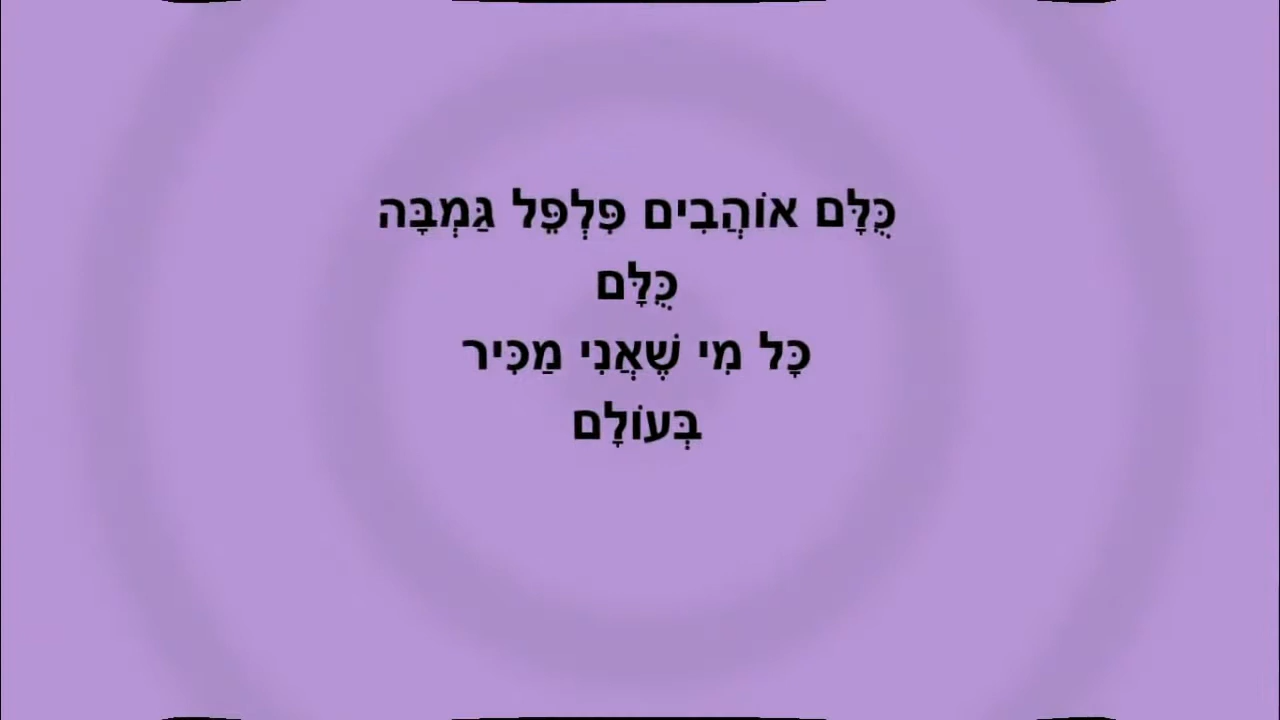 כֻּלָּם אוֹהֲבִים פִּלְפֵּל גַּמְבָּה
כֻּלָּם
כָּל מִי שֶׁאֲנִי מַכִּיר
בְּעוֹלָם